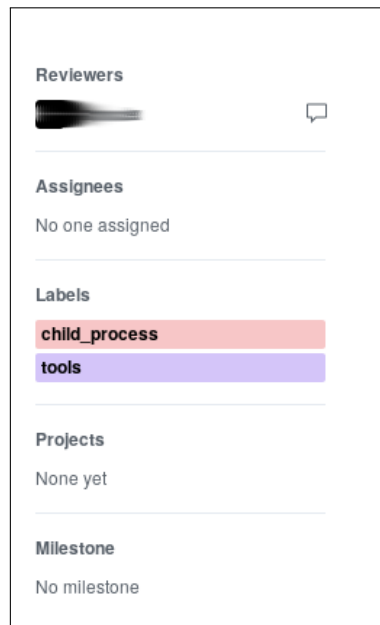 Reviewers
Assignees
No one assigned
Labels
child_process
tools
Projects
None yet
Milestone
No milestone